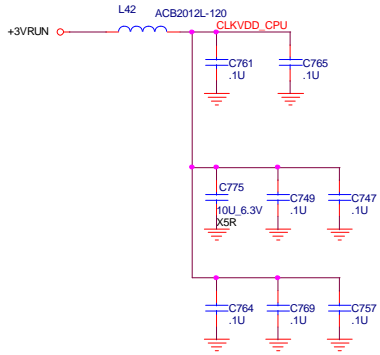 L42 ACB2012L-120
+3VRUN CLKVDD_CPU
C761 C765
.1U .1U
C775 C749 C747
10U_6.3V .1U .1U
X5R
C764 C769 C757
.1U .1U .1U